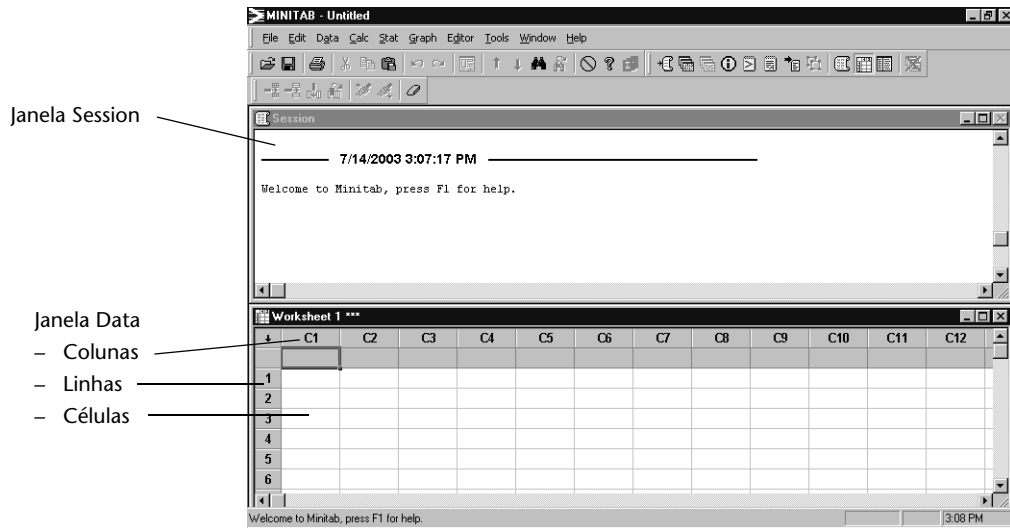 MINITAB - Untitled
File Edit Data Calc Stat Graph Editor Tools Window Help
Janela Session
Session
7/14/2003 3:07:17 PM
Welcome to Minitab, press F1 for help.
Janela Data
– Colunas
– Linhas
– Células
Worksheet 1 ***
C1 C2 C3 C4 C5 C6 C7 C8 C9 C10 C11 C12
1
2
3
4
5
6
Welcome to Minitab, press F1 for help. 3:08 PM